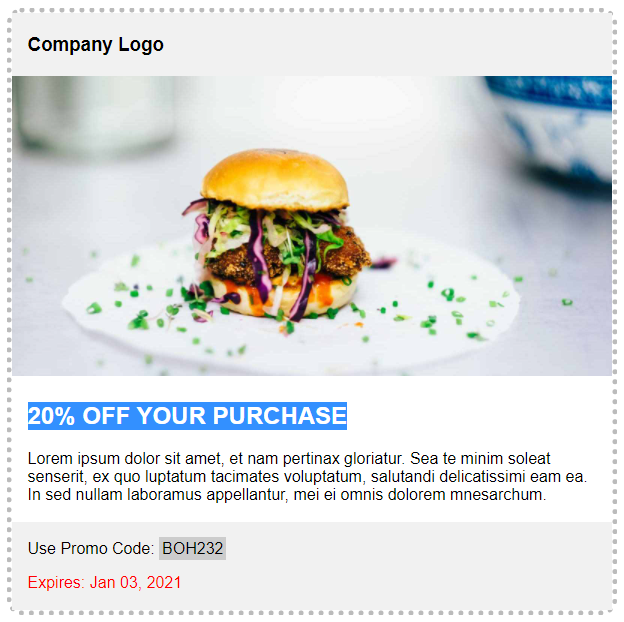 Company Logo
20% OFF YOUR PURCHASE
Lorem ipsum dolor sit amet, et nam pertinax gloriatur. Sea te minim soleat
senserit, ex quo luptatum tacimates voluptatum, salutandi delicatissimi eam ea.
In sed nullam laboramus appellantur, mei ei omnis dolorem mnesarchum.
Use Promo Code: BOH232
Expires: Jan 03, 2021